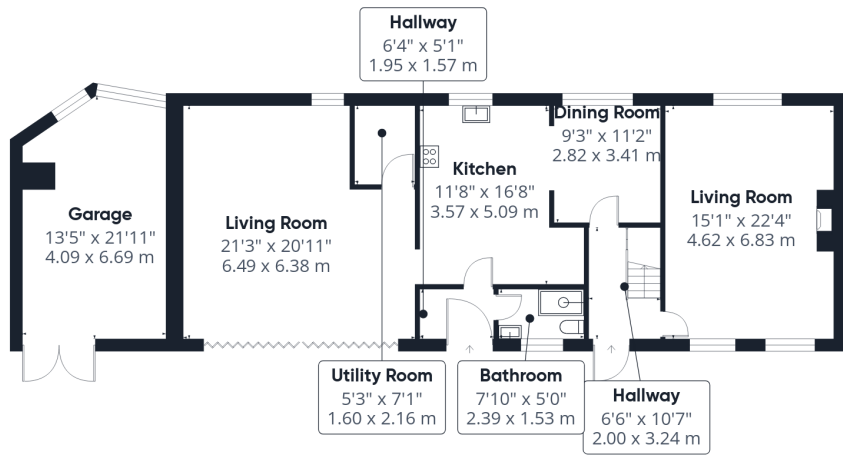 Hallway
6'4" x 5'1"
1.95 x 1.57 m
Dining Room
9'3" x 11'2"
2.82 x 3.41 m
Kitchen
11'8" x 16'8"
3.57 x 5.09 m
Living Room
15'1" x 22'4"
4.62 x 6.83 m
Garage
13'5" x 21'11"
4.09 x 6.69 m
Living Room
21'3" x 20'11"
6.49 x 6.38 m
Utility Room
5'3" x 7'1"
1.60 x 2.16 m
Bathroom
7'10" x 5'0"
2.39 x 1.53 m
Hallway
6'6" x 10'7"
2.00 x 3.24 m